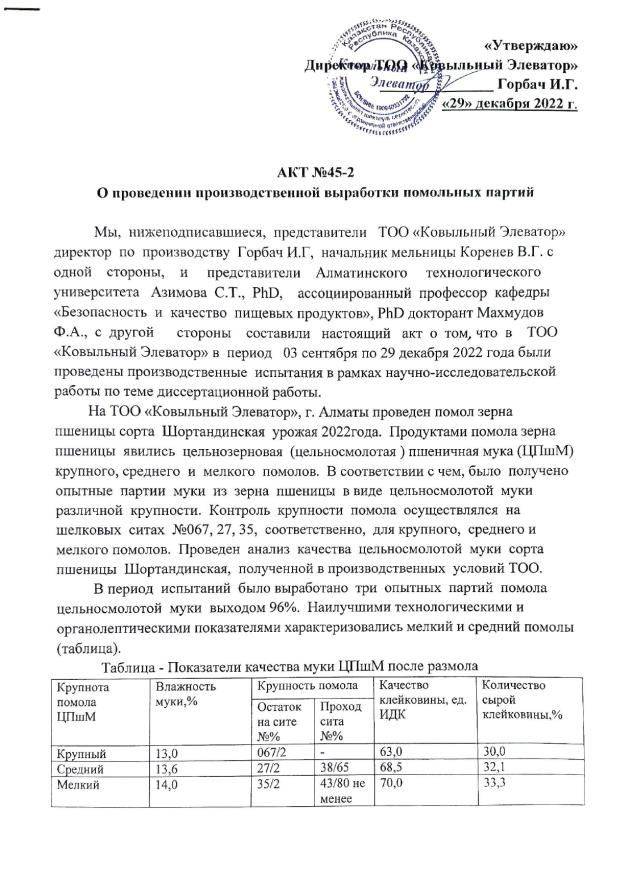 «Утверждаю»
Директор ТОО «Ковыльный Элеватор»
Горбач И.Г.
«29» декабря 2022 г.
Казахстан Республика
Республика Казахстан
Ковыльный
Элеватор
АКТ №45-2
О проведении производственной выработки помольных партий
Мы, нижеподписавшиеся, представители ТОО «Ковыльный Элеватор»
директор по производству Горбач И.Г, начальник мельницы Коренев В.Г. с
одной стороны, и представители Алматинского технологического
университета Азимова С.Т., PhD, ассоциированный профессор кафедры
«Безопасность и качество пищевых продуктов», PhD докторант Махмудов
Ф.А., с другой стороны составили настоящий акт о том, что в ТОО
«Ковыльный Элеватор» в период 03 сентября по 29 декабря 2022 года были
проведены производственные испытания в рамках научно-исследовательской
работы по теме диссертационной работы.
На ТОО «Ковыльный Элеватор», г. Алматы проведен помол зерна
пшеницы сорта Шортандинская урожая 2022года. Продуктами помола зерна
пшеницы явились цельнозерновая (цельносмолотая ) пшеничная мука (ЦПшМ)
крупного, среднего и мелкого помолов. В соответствии с чем, было получено
опытные партии муки из зерна пшеницы в виде цельносмолотой муки
различной крупности. Контроль крупности помола осуществлялся на
шелковых ситах №067, 27, 35, соответственно, для крупного, среднего и
мелкого помолов. Проведен анализ качества цельносмолотой муки сорта
пшеницы Шортандинская, полученной в производственных условий ТОО.
В период испытаний было выработано три опытных партий помола
цельносмолотой муки выходом 96%. Наилучшими технологическими и
органолептическими показателями характеризовались мелкий и средний помолы
(таблица).
Таблица - Показатели качества муки ЦПшМ после размола
Крупнота помола ЦПшМ Влажность муки,% Крупность помола Качество клейковины, ед. ИДК Количество сырой клейковины,%
Остаток на сите №% Проход сита №%
Крупный 13,0 067/2 - 63,0 30,0
Средний 13,6 27/2 38/65 68,5 32,1
Мелкий 14,0 35/2 43/80 не менее 70,0 33,3